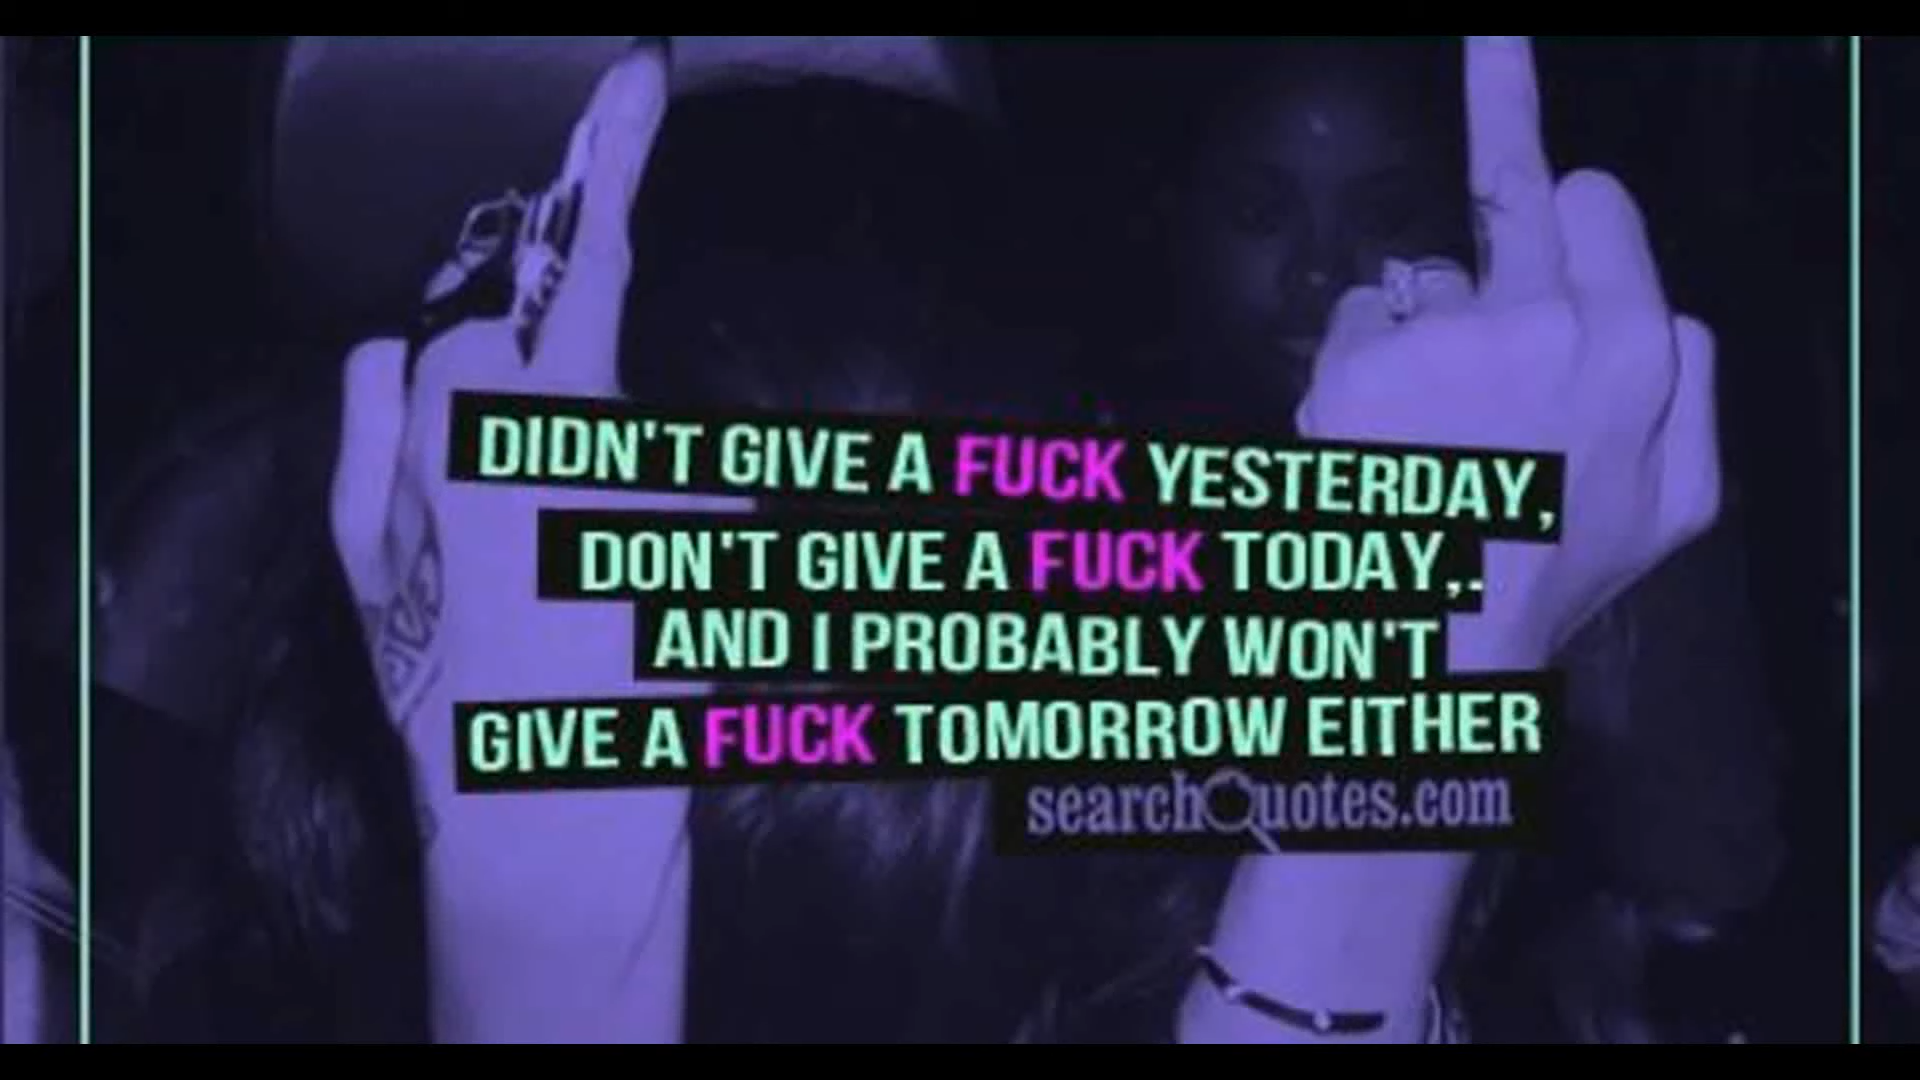 DIDN'T GIVE A FUCK YESTERDAY,
DON'T GIVE A FUCK TODAY,.
AND I PROBABLY WON'T
GIVE A FUCK TOMORROW EITHER
searchQuotes.com